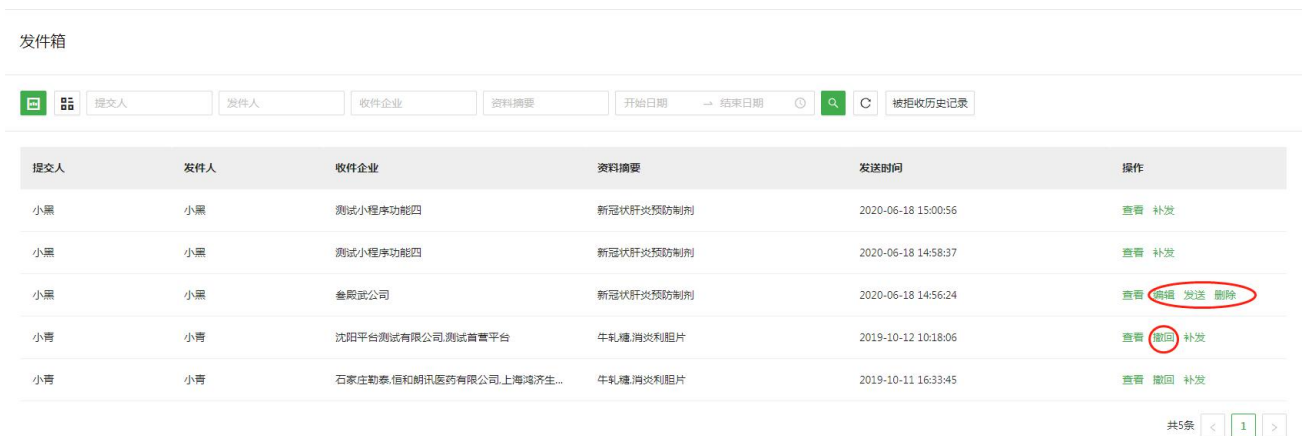 发件箱
提交人 发件人 收件企业 资料摘要 开始日期 → 结束日期 被拒收历史记录
提交人 发件人 收件企业 资料摘要 发送时间 操作
小黑 小黑 测试小程序功能四 新冠状肝炎预防制剂 2020-06-18 15:00:56 查看 补发
小黑 小黑 测试小程序功能四 新冠状肝炎预防制剂 2020-06-18 14:58:37 查看 补发
小黑 小黑 叁殿武公司 新冠状肝炎预防制剂 2020-06-18 14:56:24 查看 编辑 发送 删除
小青 小青 沈阳平台测试有限公司,测试首营平台 牛轧糖,消炎利胆片 2019-10-12 10:18:06 查看 撤回 补发
小青 小青 石家庄勒泰,恒和朗讯医药有限公司,上海鸿济生... 牛轧糖,消炎利胆片 2019-10-11 16:33:45 查看 撤回 补发
共5条 < 1 >